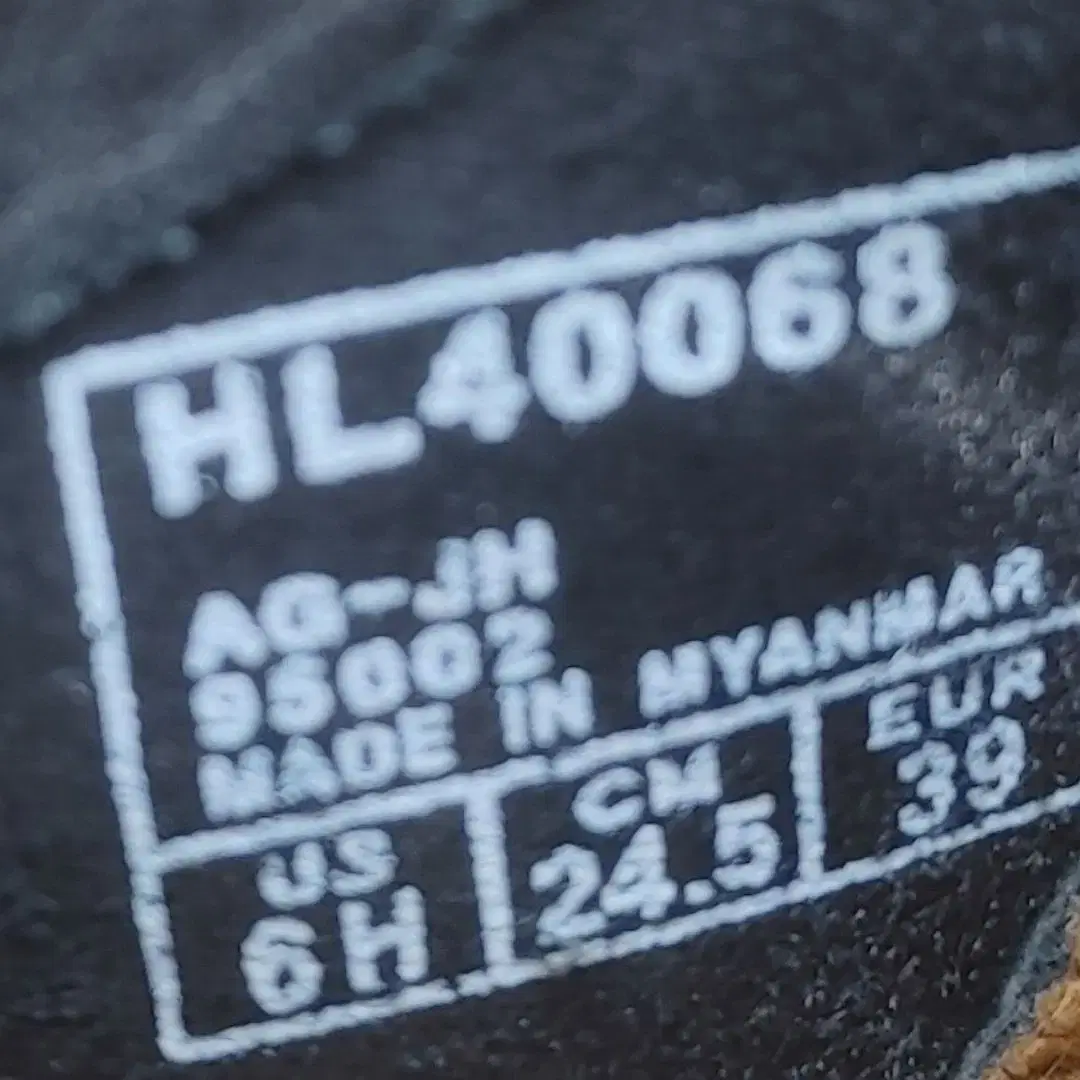 HL40068
AG-JH
95002
MADE IN MYANMAR
US CM EUR
6H 24.5 39